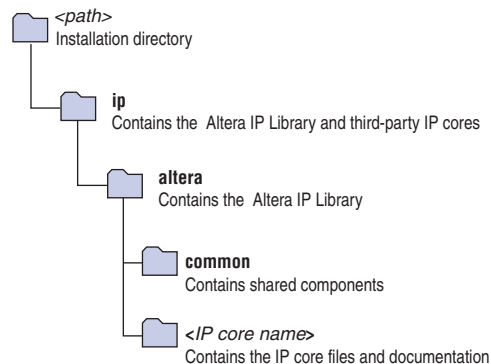 <path>
Installation directory
ip
Contains the Altera IP Library and third-party IP cores
altera
Contains the Altera IP Library
common
Contains shared components
<IP core name>
Contains the IP core files and documentation